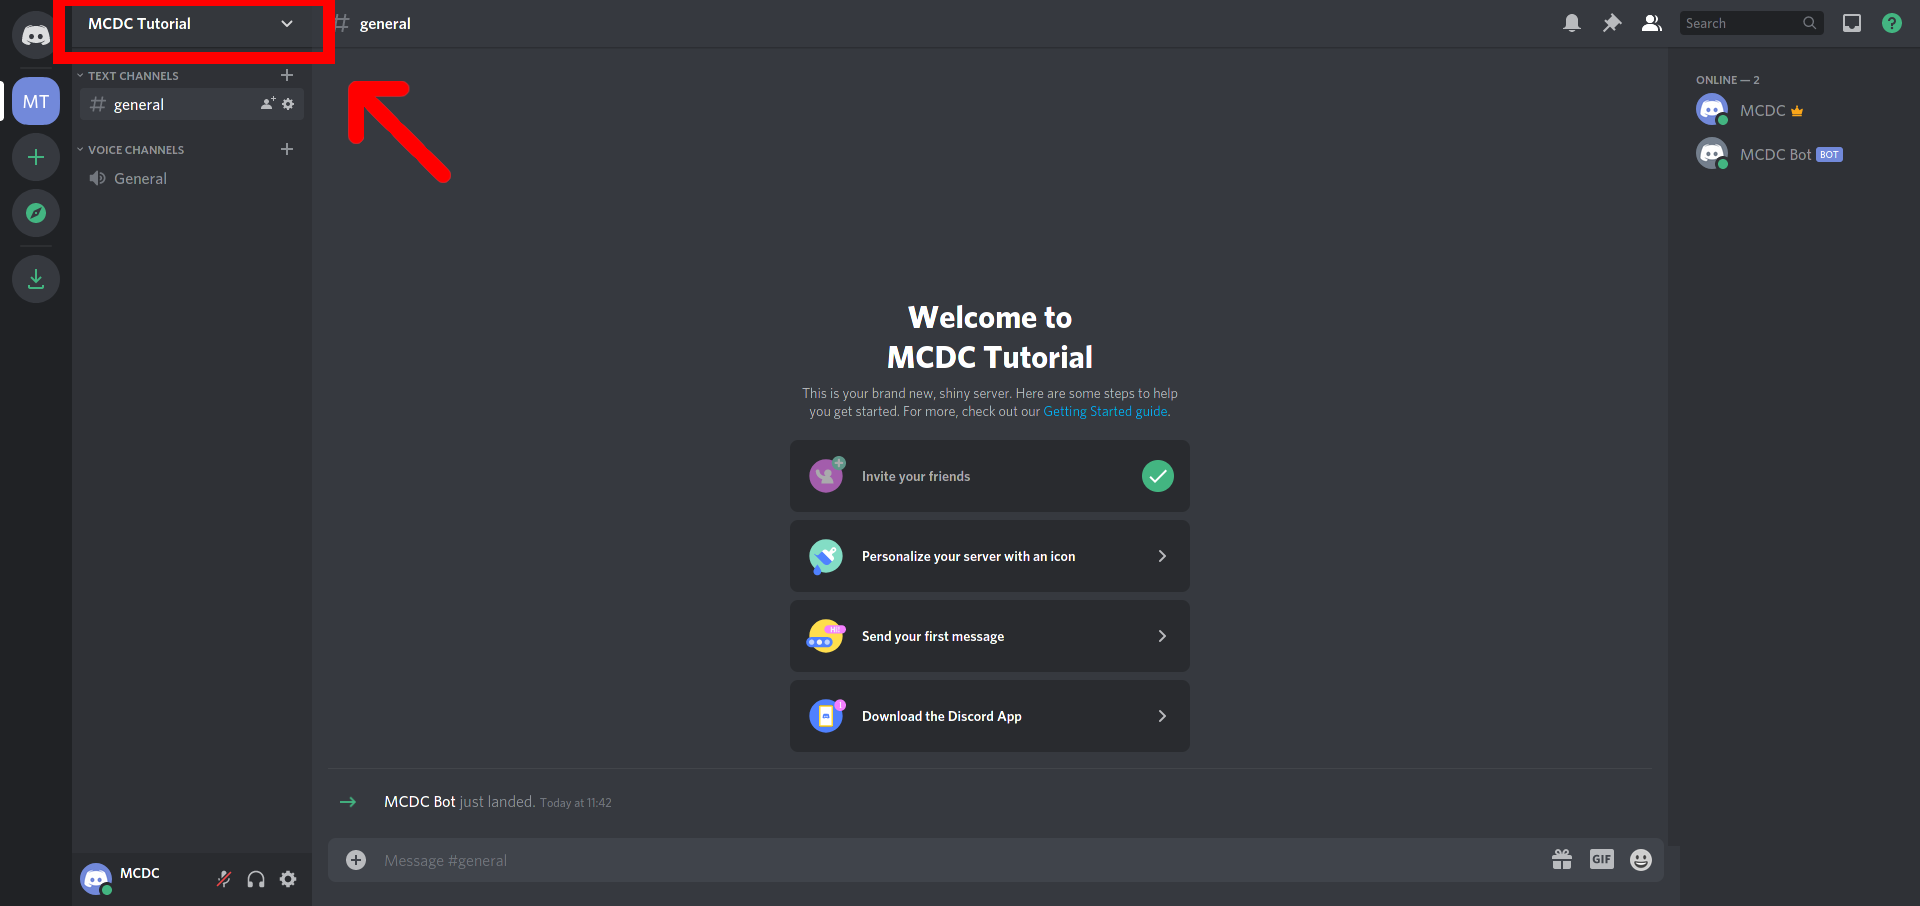 MCDC Tutorial
# general
Search
MT
TEXT CHANNELS
# general
VOICE CHANNELS
General
ONLINE — 2
MCDC
MCDC Bot BOT
Welcome to
MCDC Tutorial
This is your brand new, shiny server. Here are some steps to help
you get started. For more, check out our Getting Started guide.
Invite your friends
Personalize your server with an icon
Send your first message
Download the Discord App
MCDC Bot just landed. Today at 11:42
Message #general
GIF
MCDC